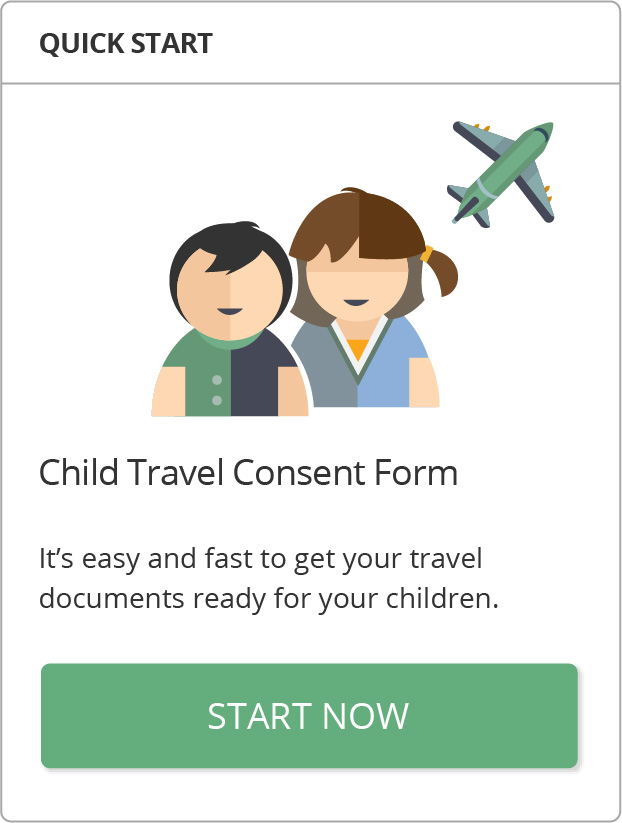 QUICK START
Child Travel Consent Form
It’s easy and fast to get your travel
documents ready for your children.
START NOW